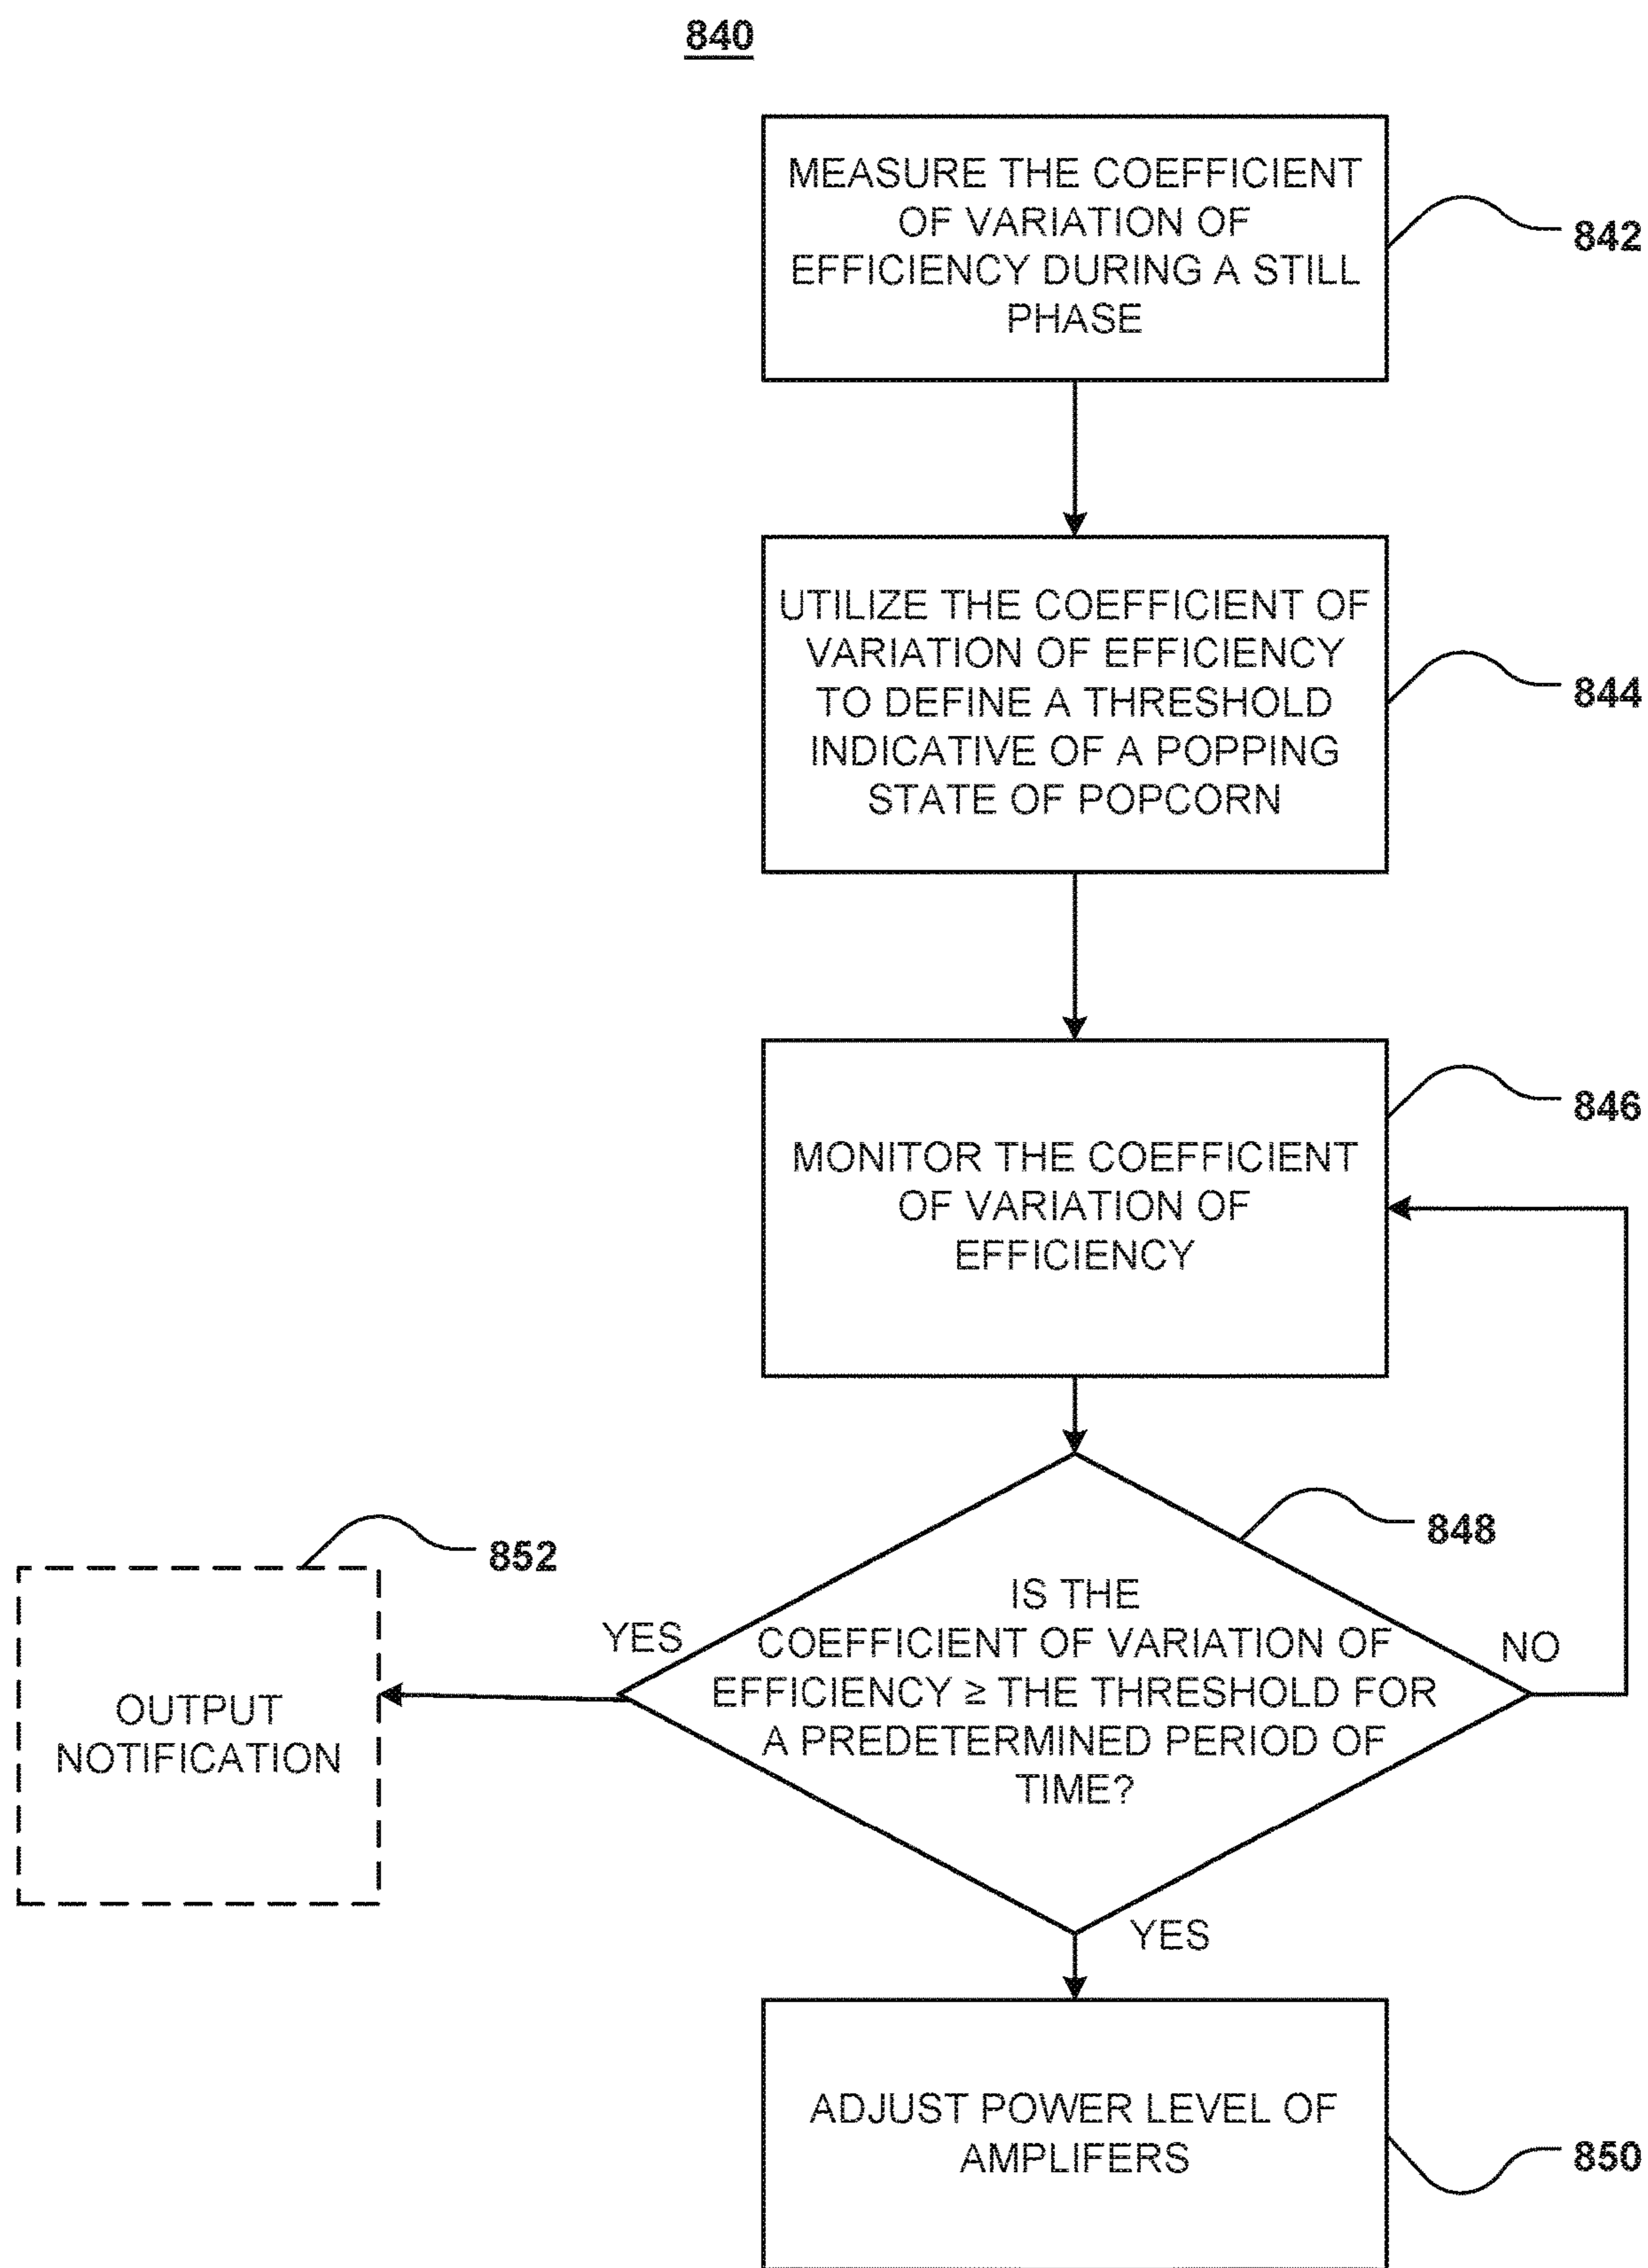 840
MEASURE THE COEFFICIENT
OF VARIATION OF
EFFICIENCY DURING A STILL
PHASE
842
UTILIZE THE COEFFICIENT OF
VARIATION OF EFFICIENCY
TO DEFINE A THRESHOLD
INDICATIVE OF A POPPING
STATE OF POPCORN
844
MONITOR THE COEFFICIENT
OF VARIATION OF
EFFICIENCY
846
IS THE
COEFFICIENT OF VARIATION OF
EFFICIENCY ≥ THE THRESHOLD FOR
A PREDETERMINED PERIOD OF
TIME?
848
NO
YES
OUTPUT
NOTIFICATION
852
YES
ADJUST POWER LEVEL OF
AMPLIFERS
850